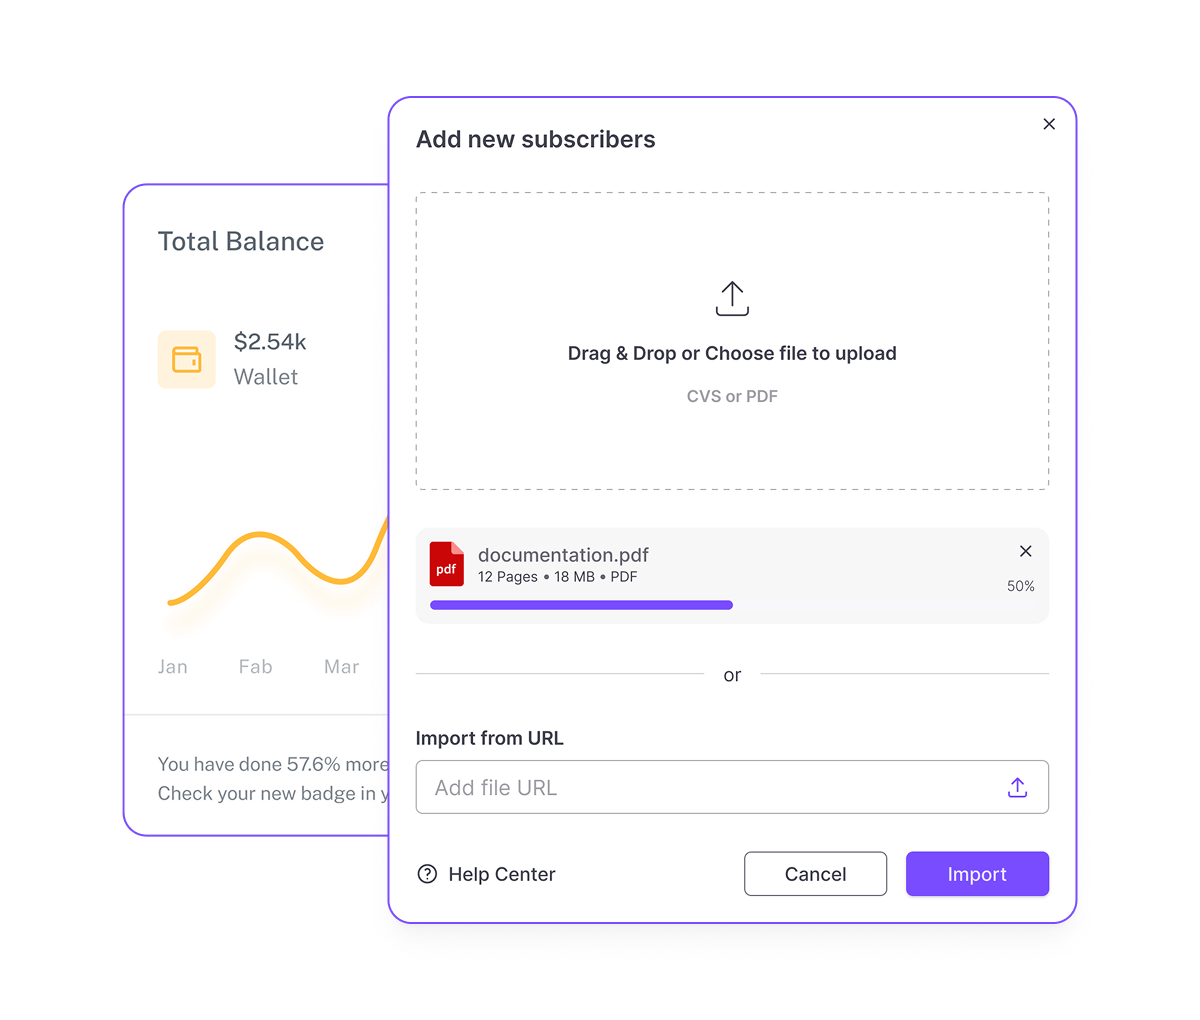 Add new subscribers
Drag & Drop or Choose file to upload
CVS or PDF
pdf
documentation.pdf
12 Pages • 18 MB • PDF
50%
or
Import from URL
Add file URL
Help Center
Cancel
Import
Total Balance
$2.54k
Wallet
Jan Fab Mar
You have done 57.6% more
Check your new badge in